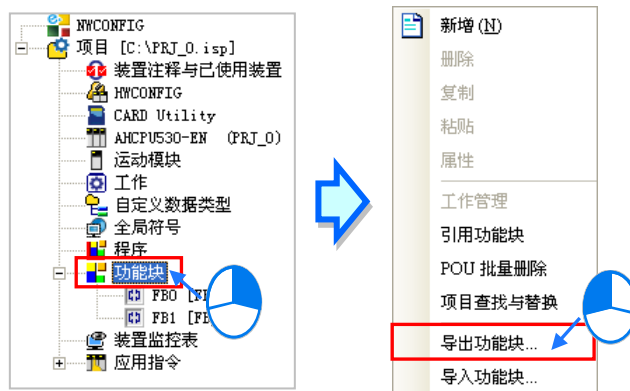 NWCONFIG
项目 [C:\PRJ_0.isp]
装置注释与已使用装置
HWCONFIG
CARD Utility
AHCPU530-EN (PRJ_0)
运动模块
工作
自定义数据类型
全局符号
程序
功能块
FB0 [FB
FB1 [FB
装置监控表
应用指令
新增(N)
删除
复制
粘贴
属性
工作管理
引用功能块
POU 批量删除
项目查找与替换
导出功能块...
导入功能块...